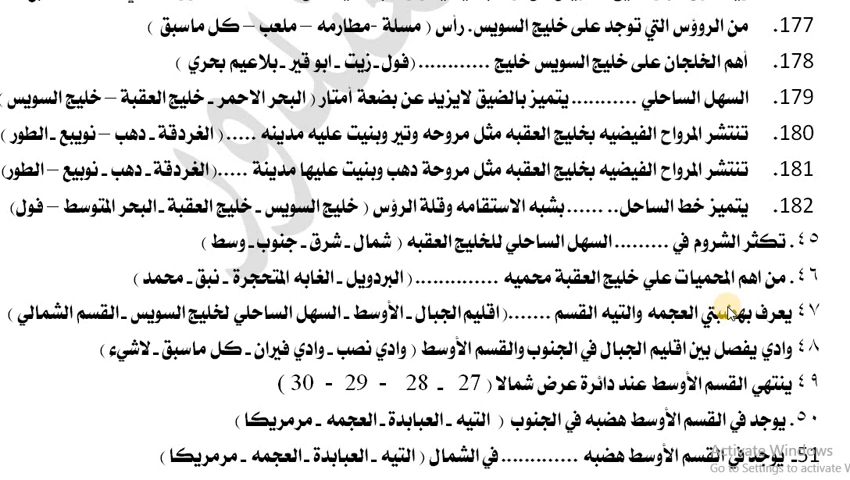 177. من الروؤس التي توجد على خليج السويس. رأس ( مسلة -مطارمه – ملعب – كل ماسبق )
178. أهم الخلجان على خليج السويس خليج ............(فول ـ زيت ـ ابو قير ـ بلاعيم بحري )
179. السهل الساحلي ........... يتميز بالضيق لايزيد عن بضعة أمتار ( البحر الاحمر ـ خليج العقبة – خليج السويس )
180. تنتشر المرواح الفيضيه بخليج العقبه مثل مروحه وتير وبنيت عليه مدينه .....( الغردقة ـ دهب – نويبع ـ الطور )
181. تنتشر المرواح الفيضيه بخليج العقبه مثل مروحة دهب وبنيت عليها مدينة .....(الغردقة ـ دهب ـ نوبيع – الطور)
182. يتميز خط الساحل.. ......بشبه الاستقامه وقلة الرؤس ( خليج السويس ـ خليج العقبة ـ البحر المتوسط – فول)
٤٥. تكثر الشروم في .........السهل الساحلي للخليج العقبه ( شمال ـ شرق ـ جنوب ـ وسط )
٤٦. من اهم المحميات علي خليج العقبة محميه ..............( البردويل ـ الغابه المتحجرة ـ نبق ـ محمد )
٤٧ يعرف بهضبتي العجمه والتيه القسم .......( اقليم الجبال ـ الأوسط ـ السهل الساحلي لخليج السويس ـ القسم الشمالي )
٤٨ وادي يفصل بين اقليم الجبال في الجنوب والقسم الأوسط ( وادي نصب ـ وادي فيران ـ كل ماسبق ـ لاشيء )
٤٩ ينتهي القسم الأوسط عند دائرة عرض شمالا ( 27 ـ 28 - 29 - 30 )
٥٠. يوجد في القسم الأوسط هضبه في الجنوب ( التيه ـ العبابدة ـ العجمه ـ مرمريكا )
51ـ يوجد في القسم الأوسط هضبه .............في الشمال ( التيه ـ العبابدة ـ العجمه ـ مرمريكا )
Activate Windows
Go to Settings to activate